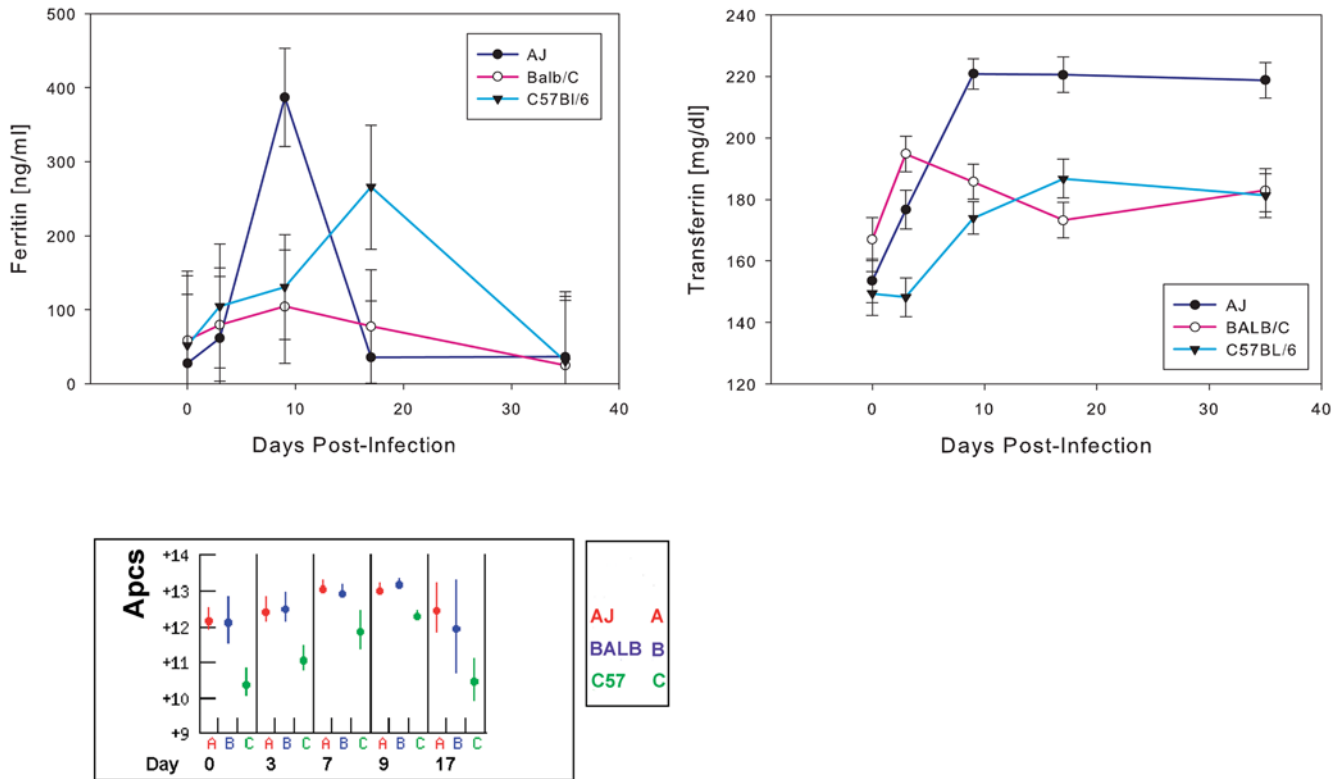 500
400
300
200
100
0
Ferritin [ng/ml]
AJ
Balb/C
C57Bl/6
0 10 20 30 40
Days Post-Infection
240
220
200
180
160
140
120
Transferrin [mg/dl]
AJ
BALB/C
C57BL/6
0 10 20 30 40
Days Post-Infection
Apcs
+14
+13
+12
+11
+10
+9
A B C A B C A B C A B C A B C
Day 0 3 7 9 17
AJ A
BALB B
C57 C